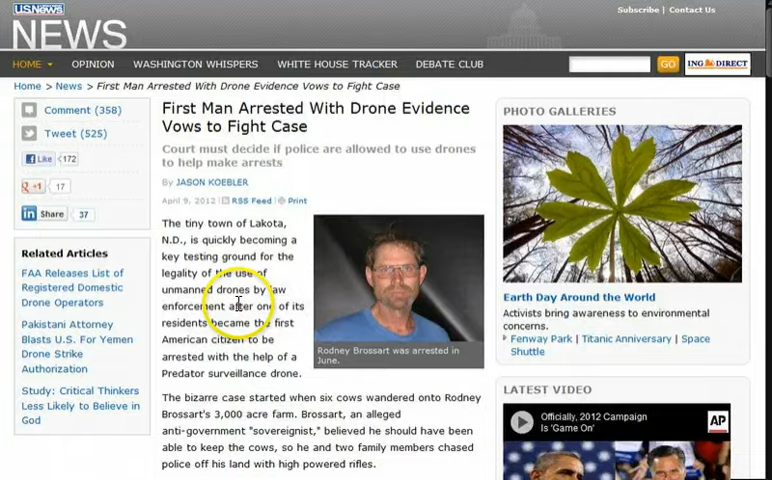 U.S.News
NEWS
Subscribe | Contact Us
HOME OPINION WASHINGTON WHISPERS WHITE HOUSE TRACKER DEBATE CLUB GO ING DIRECT
Home > News > First Man Arrested With Drone Evidence Vows to Fight Case
Comment (358)
Tweet (525)
Like 172
+1 17
Share 37
Related Articles
FAA Releases List of
Registered Domestic
Drone Operators
Pakistani Attorney
Blasts U.S. For Yemen
Drone Strike
Authorization
Study: Critical Thinkers
Less Likely to Believe in
God
First Man Arrested With Drone Evidence
Vows to Fight Case
Court must decide if police are allowed to use drones
to help make arrests
By JASON KOEBLER
April 9, 2012 | RSS Feed | Print
The tiny town of Lakota,
N.D., is quickly becoming a
key testing ground for the
legality of the use of
unmanned drones by law
enforcement after one of its
residents became the first
American citizen to be
arrested with the help of a
Predator surveillance drone.
Rodney Brossart was arrested in
June.
The bizarre case started when six cows wandered onto Rodney
Brossart's 3,000 acre farm. Brossart, an alleged
anti-government "sovereignist," believed he should have been
able to keep the cows, so he and two family members chased
police off his land with high powered rifles.
PHOTO GALLERIES
Earth Day Around the World
Activists bring awareness to environmental
concerns.
Fenway Park | Titanic Anniversary | Space
Shuttle
LATEST VIDEO
Officially, 2012 Campaign
Is 'Game On'
AP